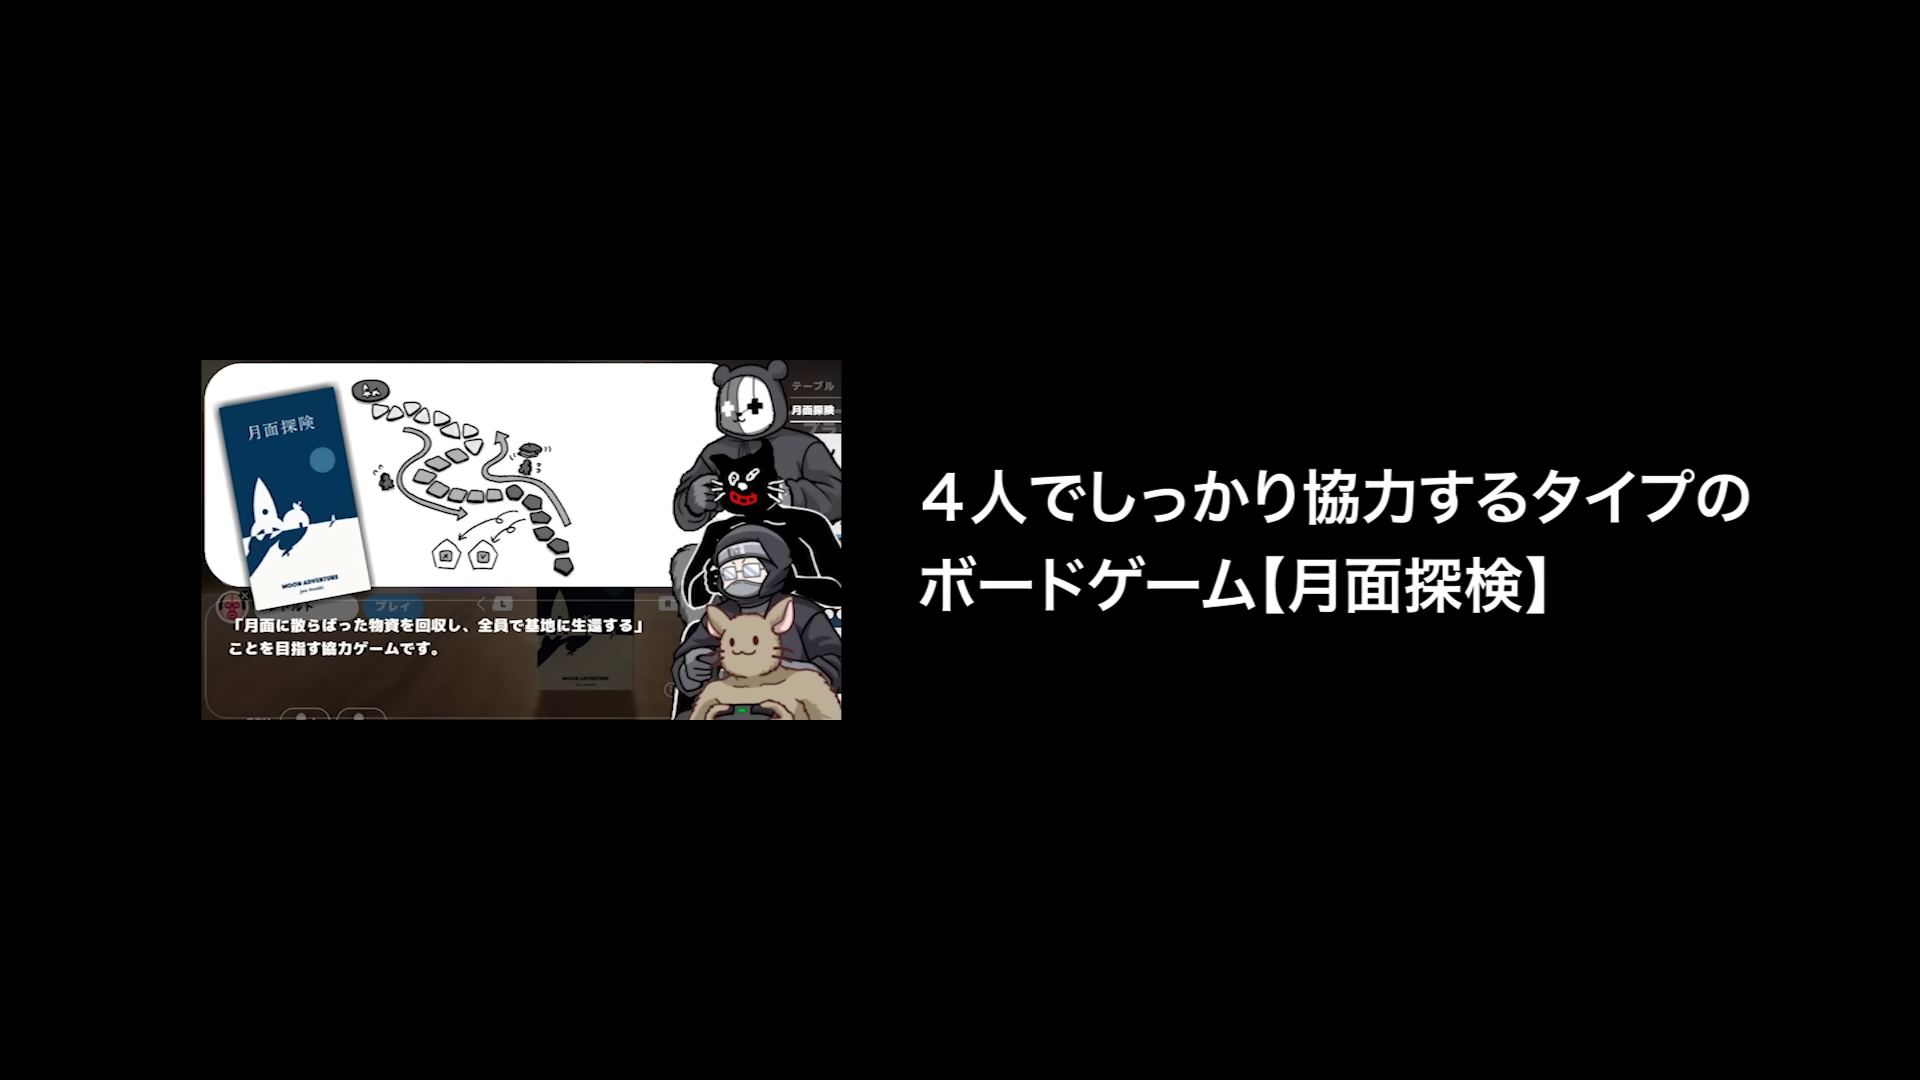 月面探険
MOON ADVENTURE
テーブル
月面探険
プレイ
L
R
「月面に散らばった物資を回収し、全員で基地に生還する」
ことを目指す協力ゲームです。
MOON ADVENTURE
4人でしっかり協力するタイプの
ボードゲーム【月面探検】